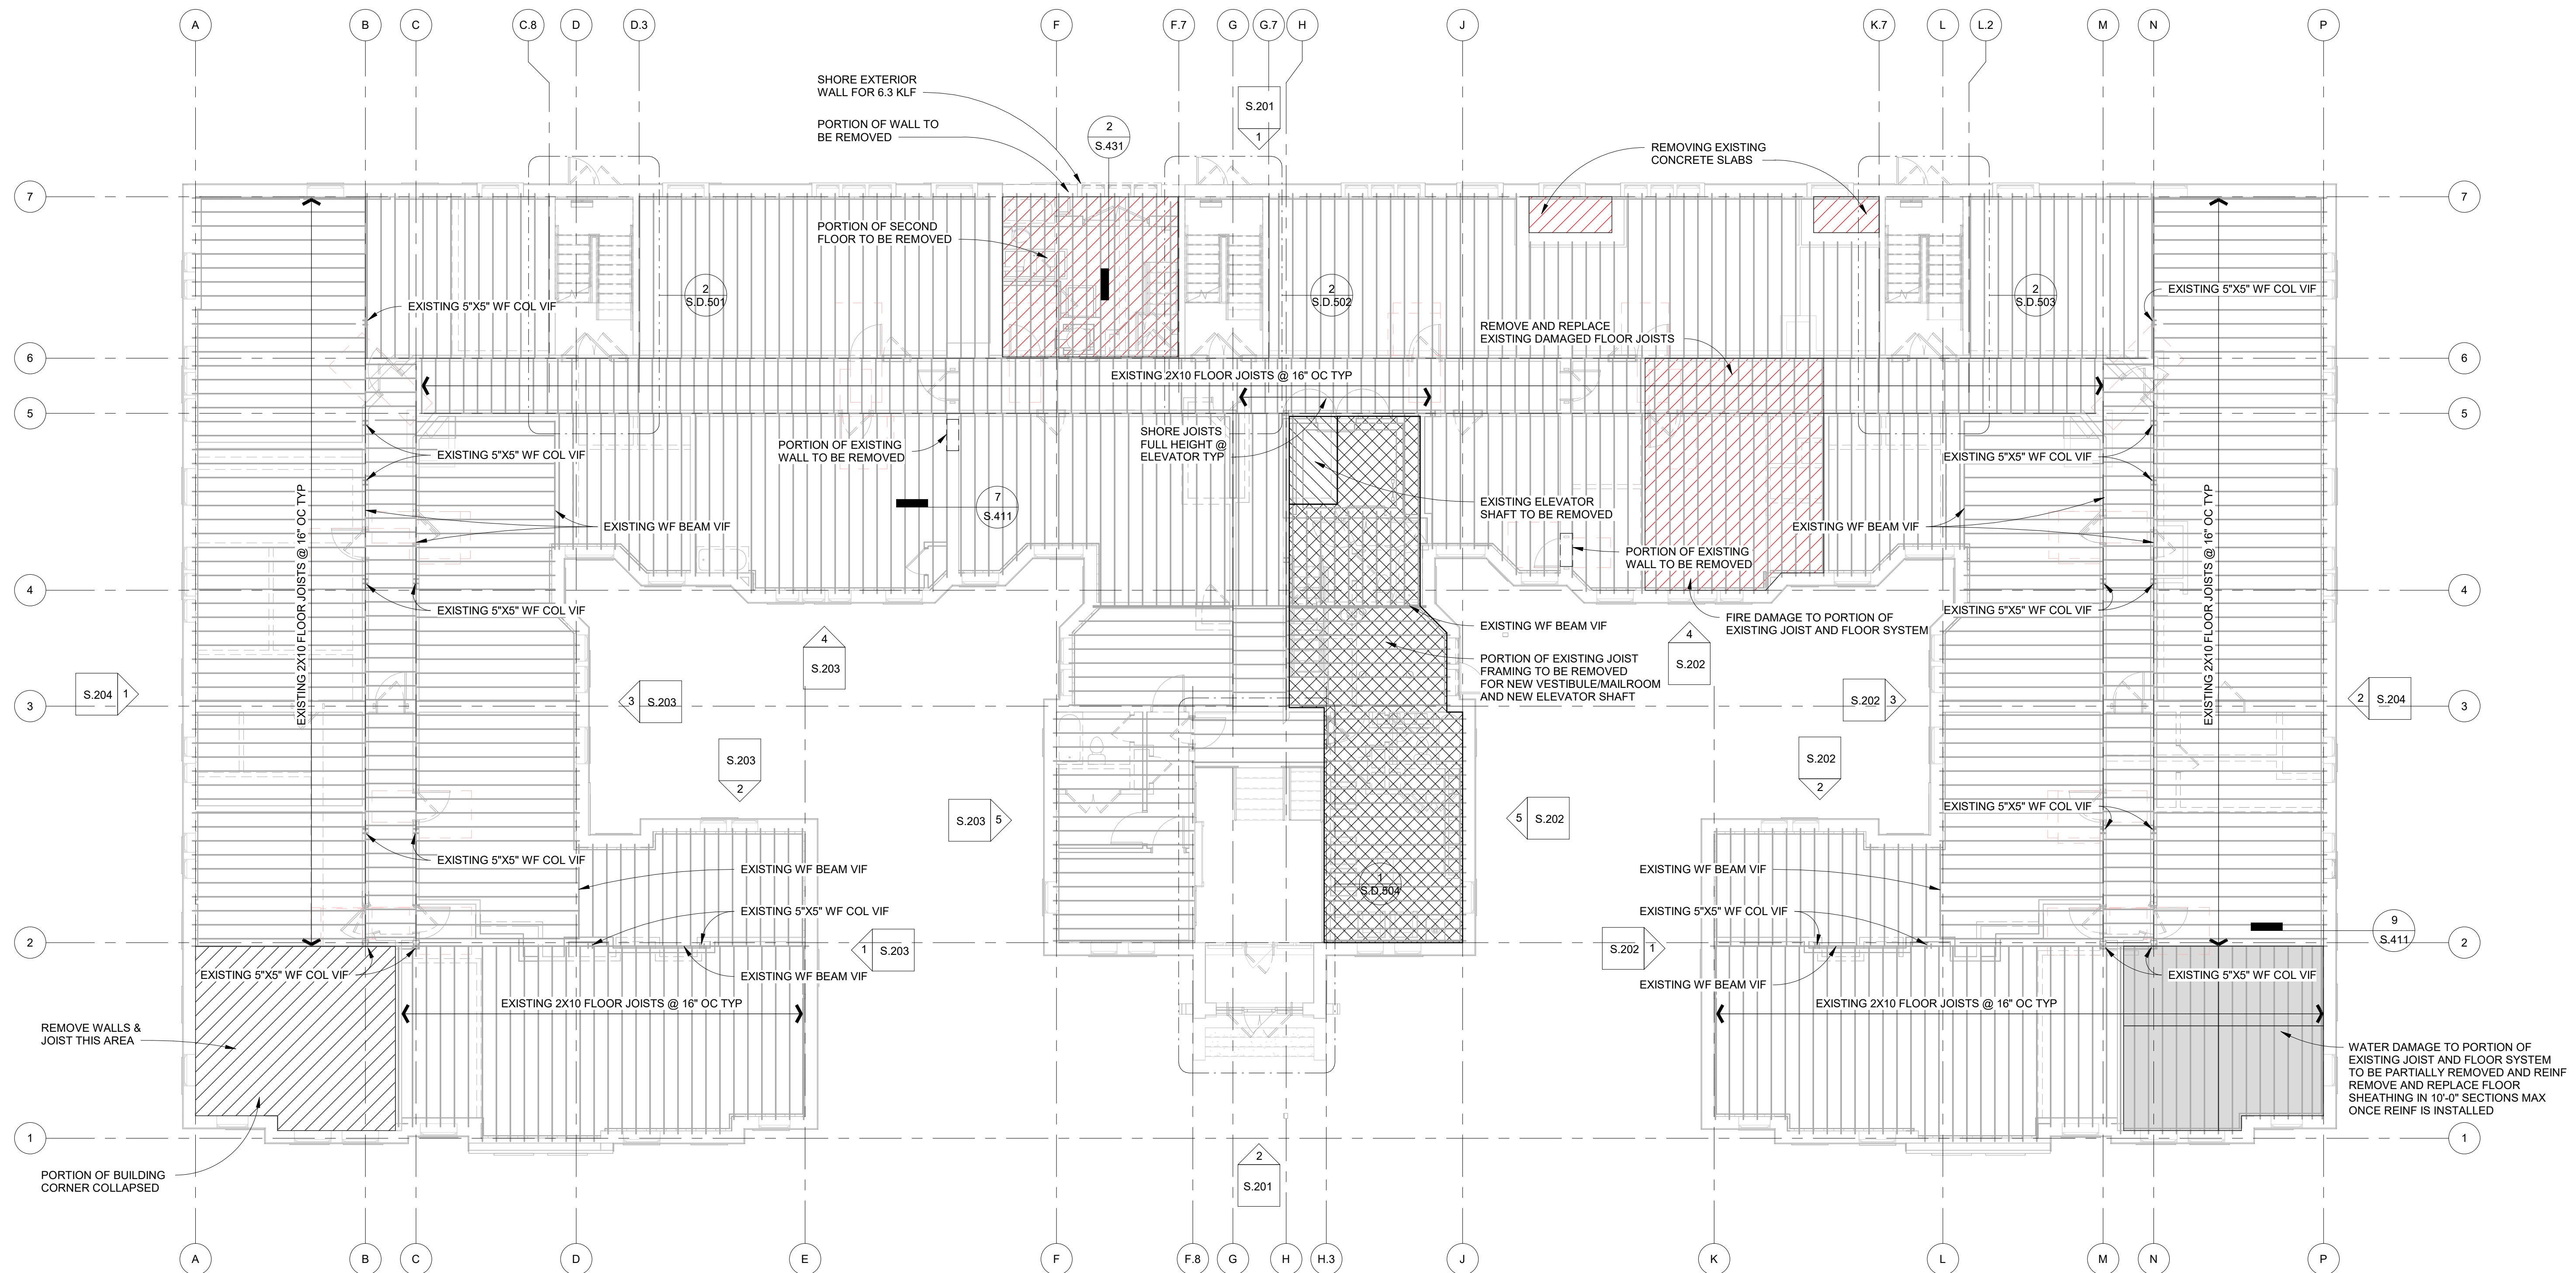 A
B
C
C.8
D
D.3
F
F.7
G
G.7
H
J
K.7
L
L.2
M
N
P
SHORE EXTERIOR
WALL FOR 6.3 KLF
PORTION OF WALL TO
BE REMOVED
2
S.431
S.201
1
REMOVING EXISTING
CONCRETE SLABS
7
7
PORTION OF SECOND
FLOOR TO BE REMOVED
EXISTING 5"X5" WF COL VIF
2
S.D.501
2
S.D.502
2
S.D.503
EXISTING 5"X5" WF COL VIF
REMOVE AND REPLACE
EXISTING DAMAGED FLOOR JOISTS
6
6
EXISTING 2X10 FLOOR JOISTS @ 16" OC TYP
5
5
SHORE JOISTS
FULL HEIGHT @
ELEVATOR TYP
PORTION OF EXISTING
WALL TO BE REMOVED
EXISTING 5"X5" WF COL VIF
EXISTING 5"X5" WF COL VIF
7
S.411
EXISTING ELEVATOR
SHAFT TO BE REMOVED
EXISTING WF BEAM VIF
EXISTING WF BEAM VIF
EXISTING 2X10 FLOOR JOISTS @ 16" OC TYP
EXISTING 2X10 FLOOR JOISTS @ 16" OC TYP
PORTION OF EXISTING
WALL TO BE REMOVED
4
4
EXISTING 5"X5" WF COL VIF
EXISTING 5"X5" WF COL VIF
FIRE DAMAGE TO PORTION OF
EXISTING JOIST AND FLOOR SYSTEM
EXISTING WF BEAM VIF
4
S.203
4
S.202
PORTION OF EXISTING JOIST
FRAMING TO BE REMOVED
FOR NEW VESTIBULE/MAILROOM
AND NEW ELEVATOR SHAFT
S.204
1
3
S.203
S.202
3
2
S.204
3
3
S.203
2
S.202
2
S.203
5
5
S.202
EXISTING 5"X5" WF COL VIF
EXISTING 5"X5" WF COL VIF
EXISTING WF BEAM VIF
EXISTING WF BEAM VIF
1
S.D.504
EXISTING 5"X5" WF COL VIF
EXISTING 5"X5" WF COL VIF
9
S.411
2
2
1
S.203
S.202
1
EXISTING 5"X5" WF COL VIF
EXISTING WF BEAM VIF
EXISTING WF BEAM VIF
EXISTING 5"X5" WF COL VIF
EXISTING 2X10 FLOOR JOISTS @ 16" OC TYP
EXISTING 2X10 FLOOR JOISTS @ 16" OC TYP
REMOVE WALLS &
JOIST THIS AREA
WATER DAMAGE TO PORTION OF
EXISTING JOIST AND FLOOR SYSTEM
TO BE PARTIALLY REMOVED AND REINF
REMOVE AND REPLACE FLOOR
SHEATHING IN 10'-0" SECTIONS MAX
ONCE REINF IS INSTALLED
1
1
PORTION OF BUILDING
CORNER COLLAPSED
2
S.201
A
B
C
D
E
F
F.8
G
H
H.3
J
K
L
M
N
P